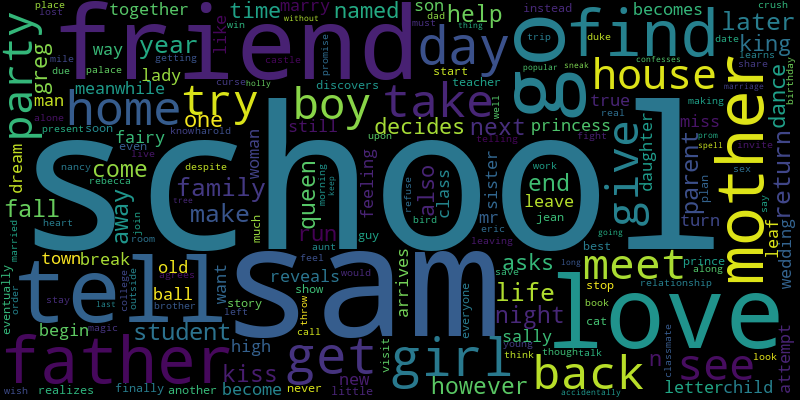 school
friend
sam
love
tell
go
find
mother
father
girl
get
back
meet
see
house
home
try
boy
take
day
party
give
life
family
make
student
come
town
break
fall
away
dream
man
greg
year
time
named
help
becomes
later
king
dance
return
wedding
leaf
letter
child
attempt
however
night
sally
asks
arrives
reveals
run
queen
feeling
also
class
sister
mr
end
leave
jean
parent
turn
miss
daughter
princess
next
true
decides
still
one
woman
fairy
meanwhile
way
lady
together
place
lost
mile
due
palace
getting
like
win
marry
castle
without
dad
must
thing
trip
duke
start
teacher
popular
sneak
confesses
crush
date
learns
share
marriage
making
birthday
real
fight
prom
spell
invite
plan
sex
say
work
upon
telling
well
promise
discovers
curse
holly
knowharold
alone
present
soon
even
live
nancy
rebecca
join
despite
tree
much
morning
keep
refuse
guy
aunt
bird
eric
leaving
going
best
prince
along
stop
relationship
book
cat
long
save
everyone
young
think
thought
talk
classmate
look
accidentally
n
new
little
never
call
throw
show
feel
would
story
left
want
old
agrees
ball
brother
college
outside
room
heart
married
order
eventually
stay
last
magic
begin
high
kiss
become
another
finally
realizes
wish
visit
instead